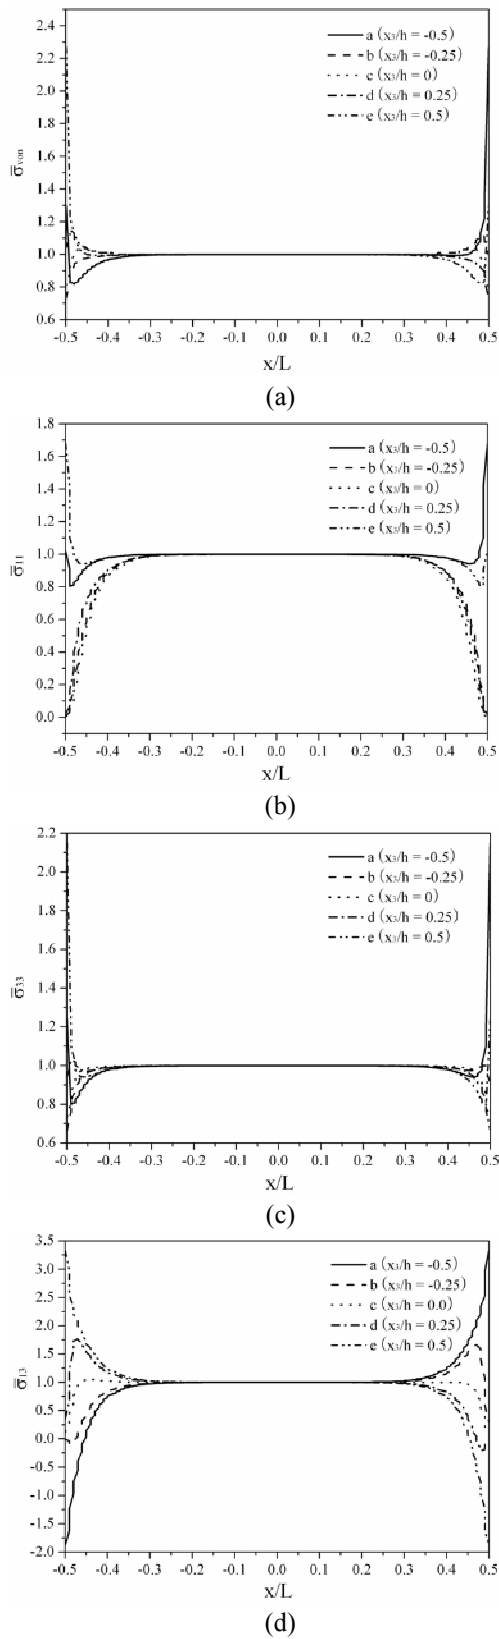 2.4
2.2
2.0
1.8
1.6
1.4
1.2
1.0
0.8
0.6
σ̅von
a (x₃/h = -0.5)
b (x₃/h = -0.25)
c (x₃/h = 0)
d (x₃/h = 0.25)
e (x₃/h = 0.5)
-0.5 -0.4 -0.3 -0.2 -0.1 0.0 0.1 0.2 0.3 0.4 0.5
x/L
(a)
1.8
1.6
1.4
1.2
1.0
0.8
0.6
0.4
0.2
0.0
σ̅11
a (x₃/h = -0.5)
b (x₃/h = -0.25)
c (x₃/h = 0)
d (x₃/h = 0.25)
e (x₃/h = 0.5)
-0.5 -0.4 -0.3 -0.2 -0.1 0.0 0.1 0.2 0.3 0.4 0.5
x/L
(b)
2.2
2.0
1.8
1.6
1.4
1.2
1.0
0.8
0.6
σ̅33
a (x₃/h = -0.5)
b (x₃/h = -0.25)
c (x₃/h = 0)
d (x₃/h = 0.25)
e (x₃/h = 0.5)
-0.5 -0.4 -0.3 -0.2 -0.1 0.0 0.1 0.2 0.3 0.4 0.5
x/L
(c)
3.5
3.0
2.5
2.0
1.5
1.0
0.5
0.0
-0.5
-1.0
-1.5
-2.0
σ̅13
a (x₃/h = -0.5)
b (x₃/h = -0.25)
c (x₃/h = 0.0)
d (x₃/h = 0.25)
e (x₃/h = 0.5)
-0.5 -0.4 -0.3 -0.2 -0.1 0.0 0.1 0.2 0.3 0.4 0.5
x/L
(d)